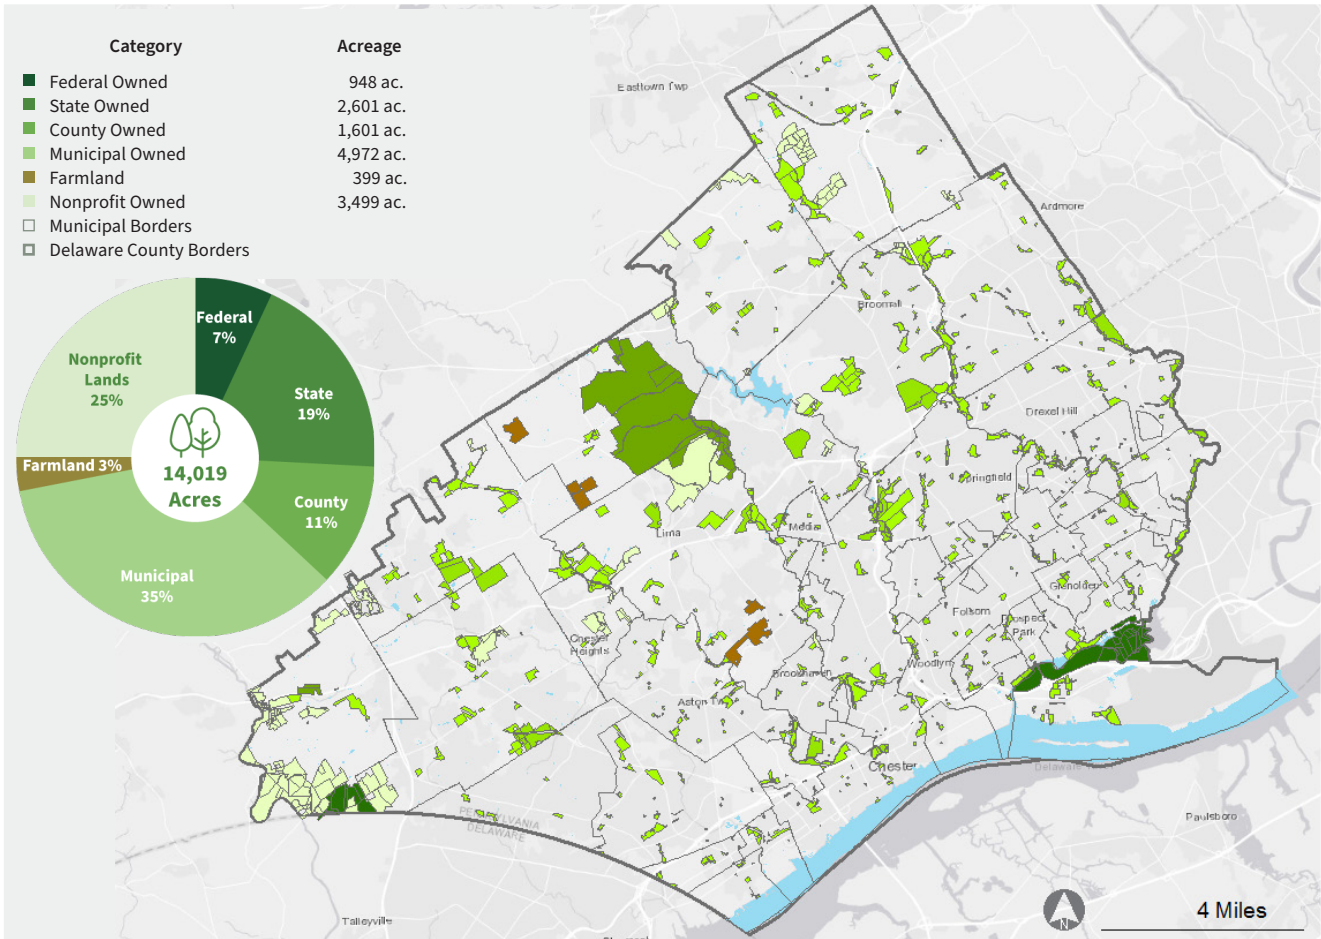 Category Acreage
Federal Owned 948 ac.
State Owned 2,601 ac.
County Owned 1,601 ac.
Municipal Owned 4,972 ac.
Farmland 399 ac.
Nonprofit Owned 3,499 ac.
Municipal Borders
Delaware County Borders
Federal
7%
State
19%
County
11%
Municipal
35%
Farmland 3%
Nonprofit
Lands
25%
14,019
Acres
Easttown Twp
Ardmore
Broomall
Drexel Hill
Springfield
Media
Lima
Glenolden
Folsom
Prospect
Park
Chester
Heights
Woodlyn
Brookhaven
Aston Twp
Chester
PENNSYLVANIA
DELAWARE
Delaware
Paulsboro
Talleyville
N
4 Miles